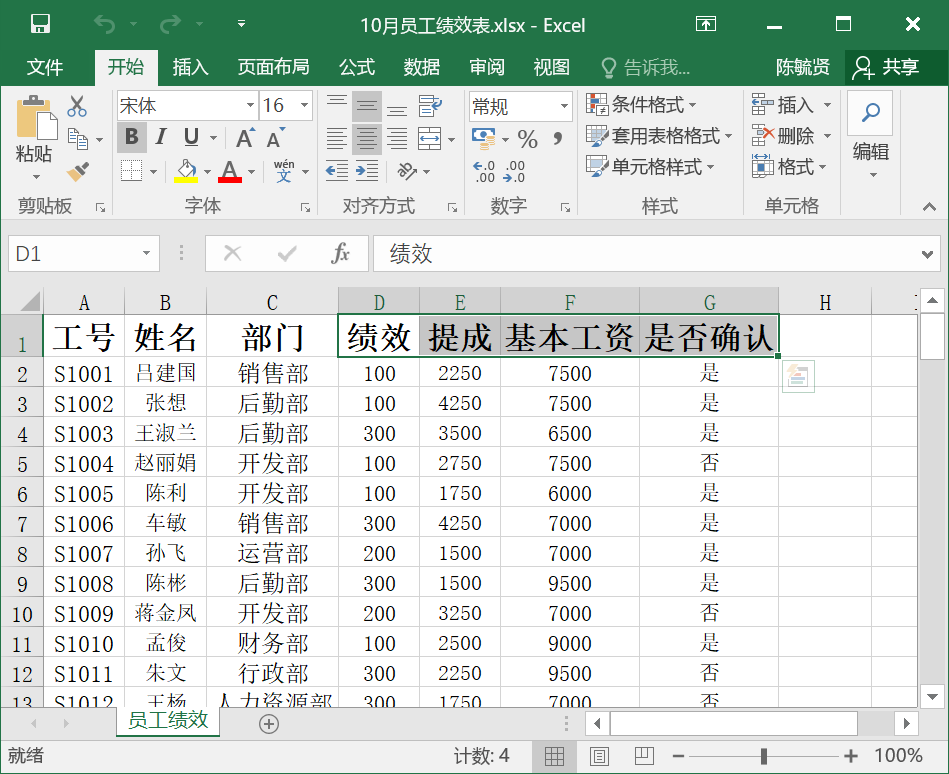 10月员工绩效表.xlsx - Excel
文件 开始 插入 页面布局 公式 数据 审阅 视图 告诉我... 陈毓贤 共享
宋体 16 常规 条件格式 插入
B I U A A % 套用表格格式 删除
粘贴 A wén 文 .0 .00 .00 .0 单元格样式 格式 编辑
剪贴板 字体 对齐方式 数字 样式 单元格
D1 fx 绩效
A B C D E F G H
1 工号 姓名 部门 绩效 提成 基本工资 是否确认
2 S1001 吕建国 销售部 100 2250 7500 是
3 S1002 张想 后勤部 100 4250 7500 是
4 S1003 王淑兰 后勤部 300 3500 6500 是
5 S1004 赵丽娟 开发部 100 2750 7500 否
6 S1005 陈利 开发部 100 1750 6000 是
7 S1006 车敏 销售部 300 4250 7000 是
8 S1007 孙飞 运营部 200 1500 7000 是
9 S1008 陈彬 后勤部 300 1500 9500 是
10 S1009 蒋金凤 开发部 200 3250 7000 否
11 S1010 孟俊 财务部 100 2500 9000 是
12 S1011 朱文 行政部 300 2250 9500 否
13 S1012 王杨 人力资源部 300 1750 7000 否
员工绩效
就绪 计数: 4 100%